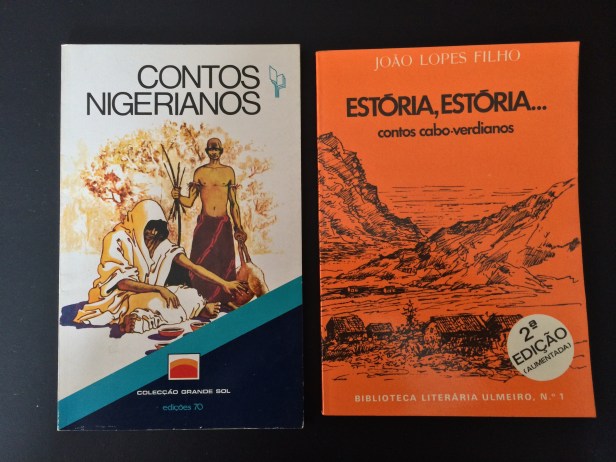 CONTOS
NIGERIANOS
COLECÇÃO GRANDE SOL
edições 70
JOÃO LOPES FILHO
ESTÓRIA, ESTÓRIA...
contos cabo-verdianos
2ª
EDIÇÃO
(AUMENTADA)
BIBLIOTECA LITERÁRIA ULMEIRO, N.º 1